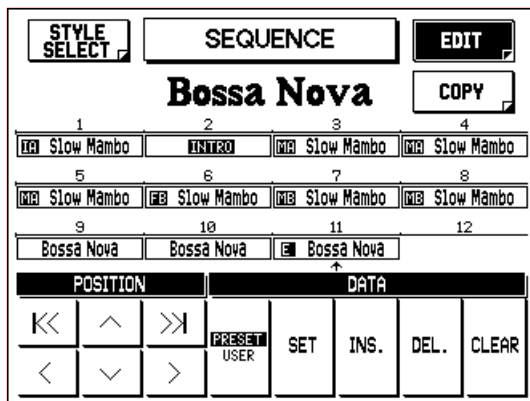 STYLE SELECT SEQUENCE EDIT
Bossa Nova COPY
1 2 3 4
IA Slow Mambo INTRO MA Slow Mambo MA Slow Mambo
5 6 7 8
MA Slow Mambo FB Slow Mambo MB Slow Mambo MB Slow Mambo
9 10 11 12
Bossa Nova Bossa Nova E Bossa Nova
POSITION DATA
PRESET USER SET INS. DEL. CLEAR